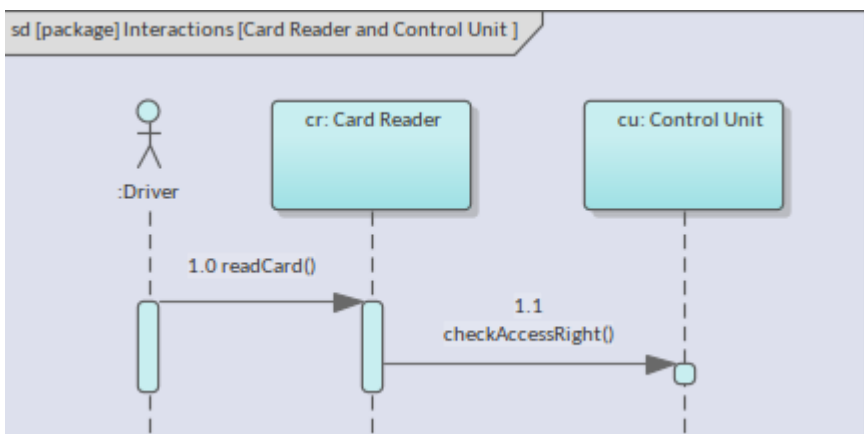 sd [package] Interactions [Card Reader and Control Unit ]
cr: Card Reader
cu: Control Unit
:Driver
1.0 readCard()
1.1
checkAccessRight()